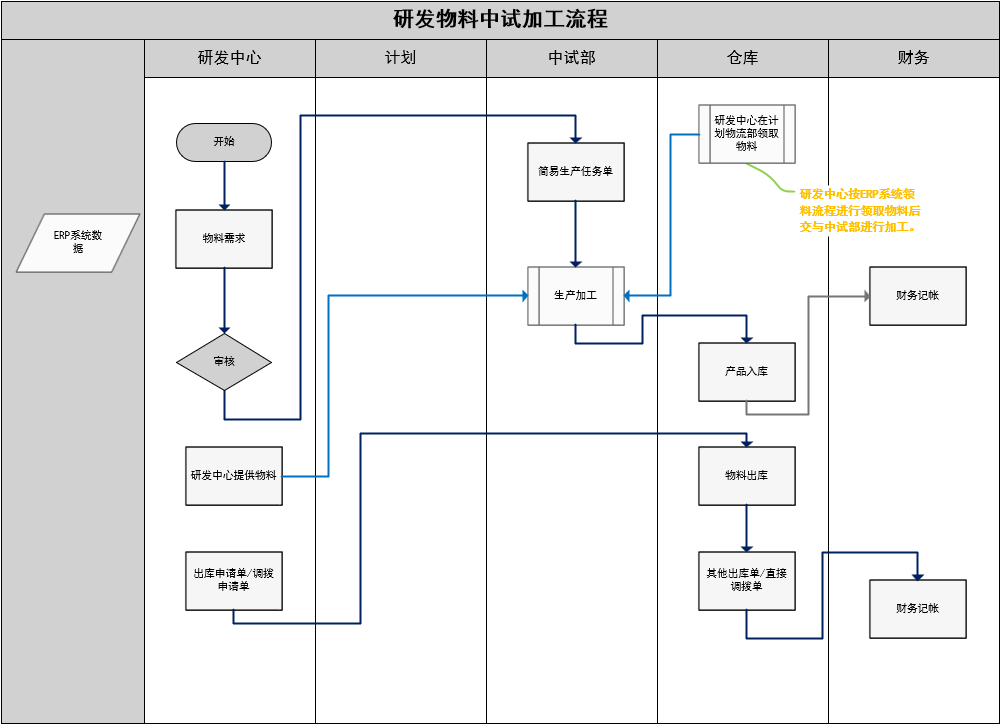 研发物料中试加工流程
研发中心
计划
中试部
仓库
财务
开始
研发中心在计
划物流部领取
物料
简易生产任务单
研发中心按ERP系统领
料流程进行领取物料后
交与中试部进行加工。
ERP系统数
据
物料需求
生产加工
财务记帐
审核
产品入库
研发中心提供物料
物料出库
出库申请单/调拨
申请单
其他出库单/直接
调拨单
财务记帐